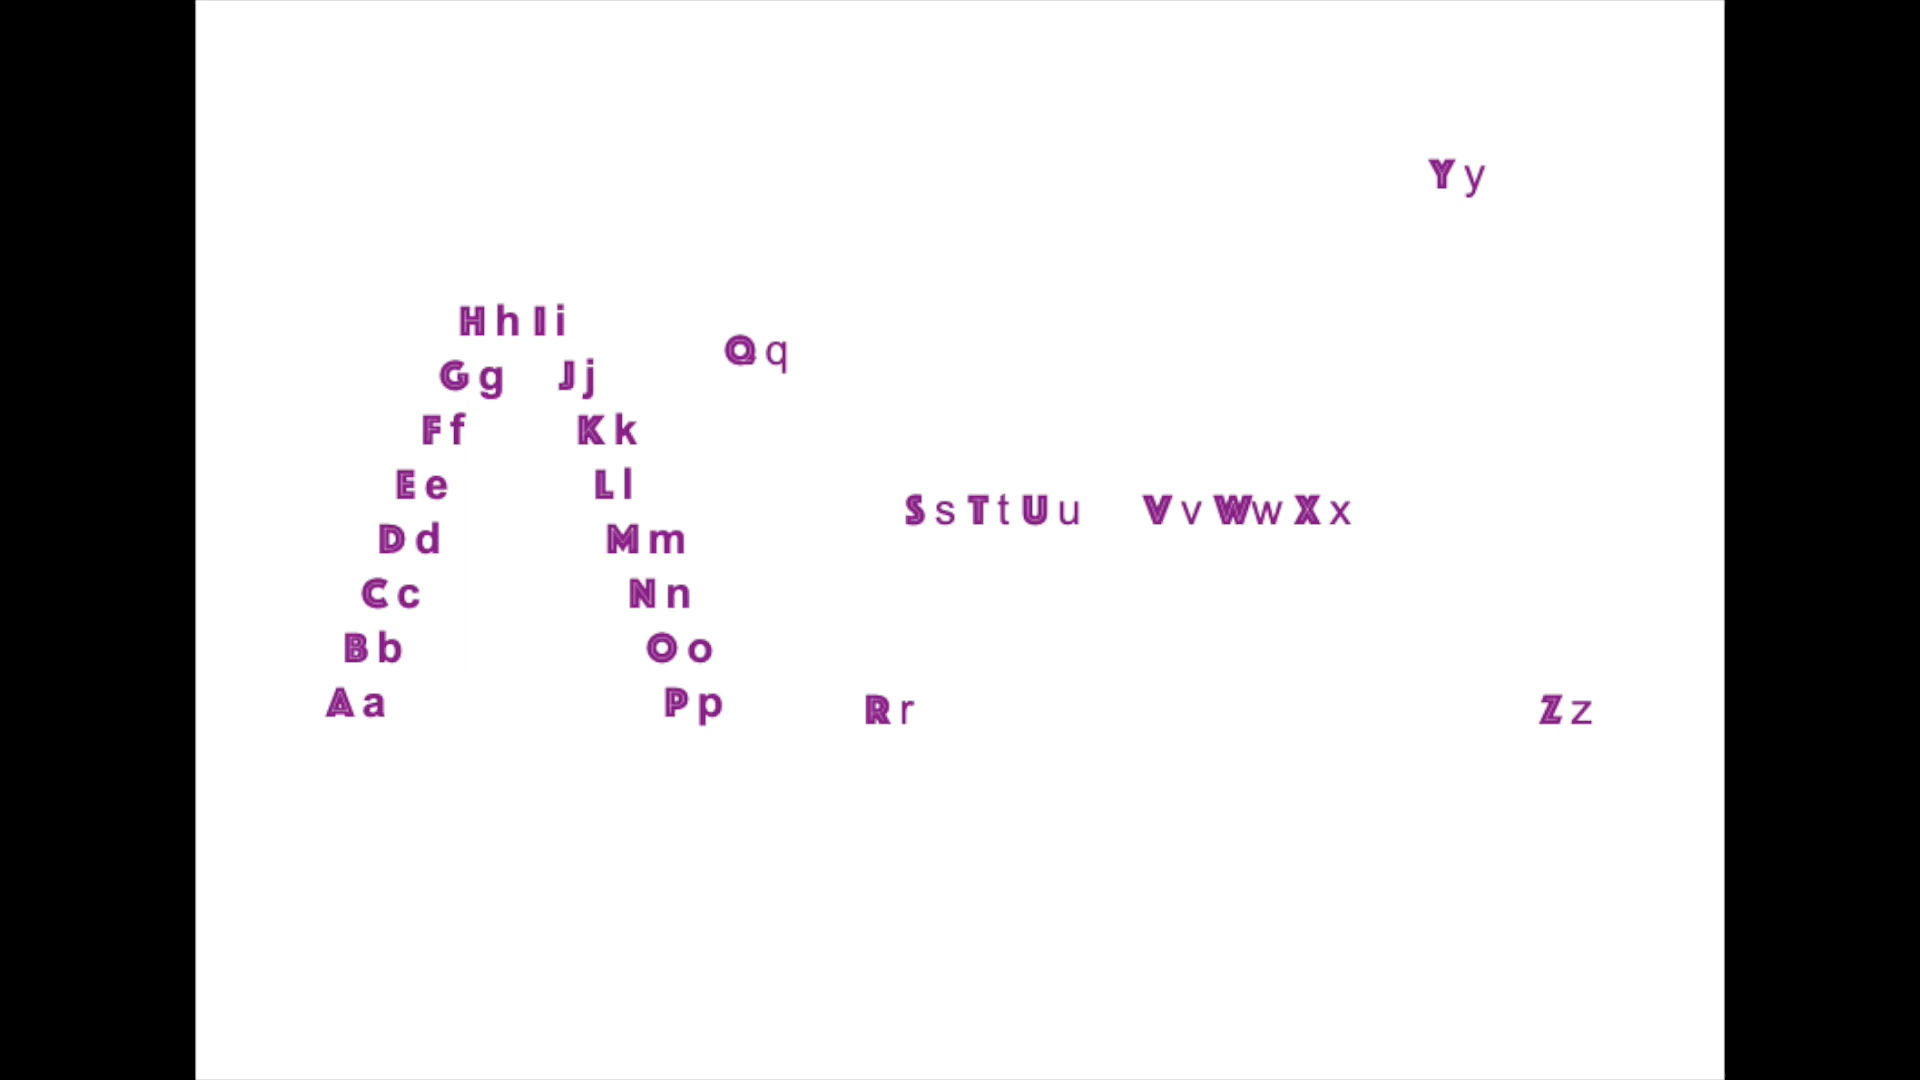 Y y
H h I i
Q q
G g J j
F f K k
E e L l
S s T t U u V v W w X x
D d M m
C c N n
B b O o
A a P p
R r Z z